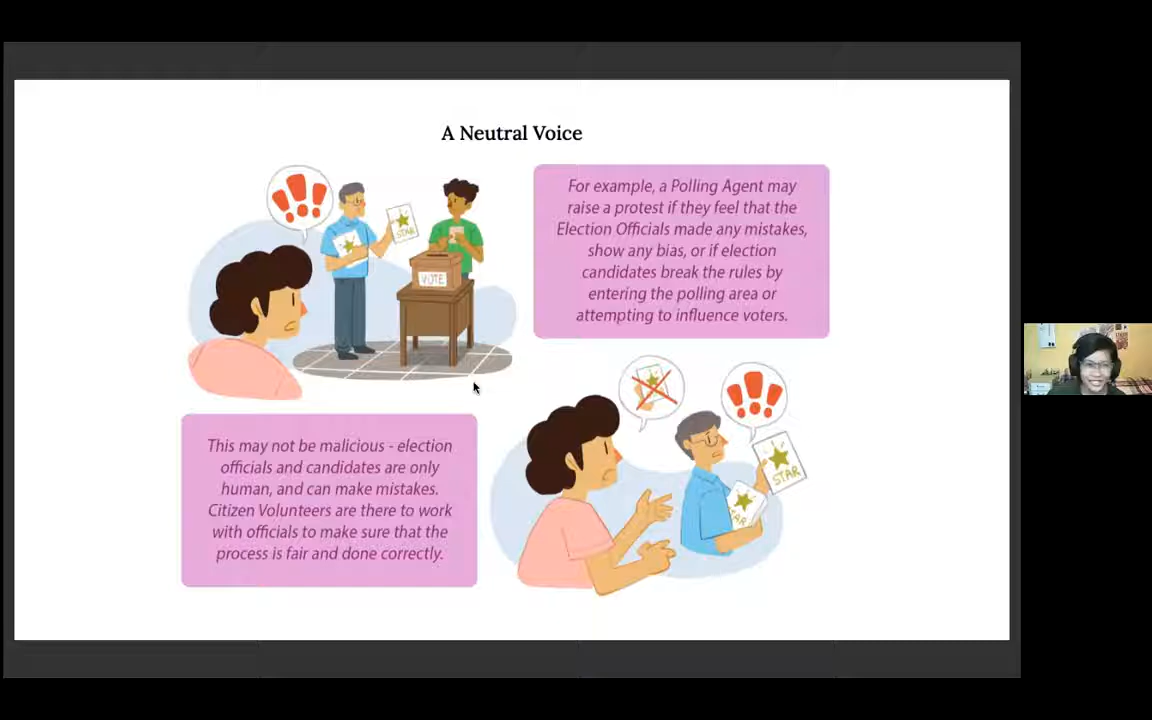 A Neutral Voice
STAR
VOTE
For example, a Polling Agent may
raise a protest if they feel that the
Election Officials made any mistakes,
show any bias, or if election
candidates break the rules by
entering the polling area or
attempting to influence voters.
This may not be malicious - election
officials and candidates are only
human, and can make mistakes.
Citizen Volunteers are there to work
with officials to make sure that the
process is fair and done correctly.
STAR